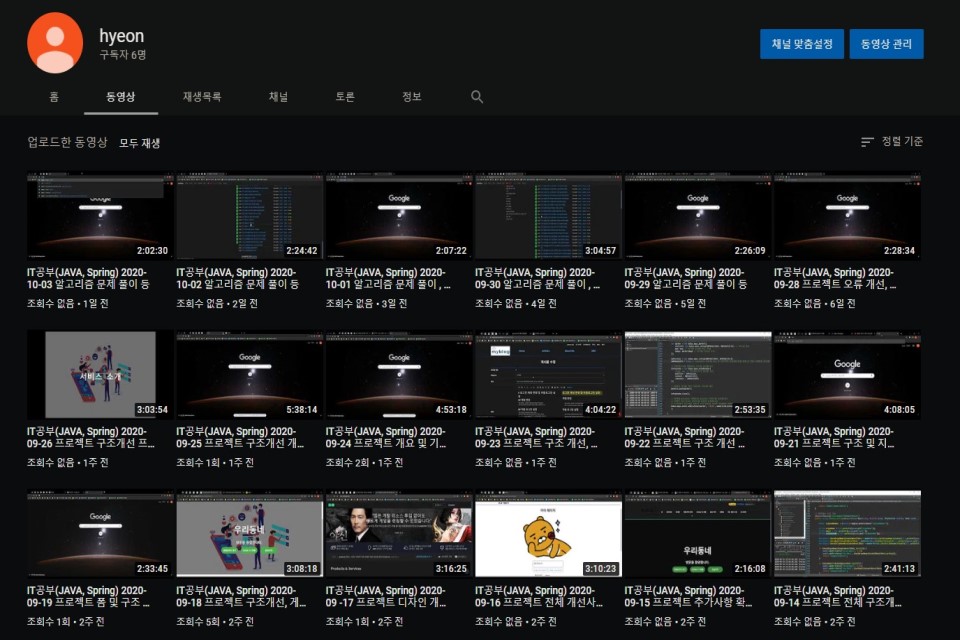 hyeon
구독자 6명
채널 맞춤설정 동영상 관리
홈 동영상 재생목록 채널 토론 정보
업로드한 동영상 모두 재생 정렬 기준
Google Google Google Google
2:02:30 2:24:42 2:07:22 3:04:57 2:26:09 2:28:34
IT공부(JAVA, Spring) 2020-10-03 알고리즘 문제 풀이 등
조회수 없음 • 1일 전
IT공부(JAVA, Spring) 2020-10-02 알고리즘 문제 풀이 등
조회수 없음 • 2일 전
IT공부(JAVA, Spring) 2020-10-01 알고리즘 문제 풀이 , ...
조회수 없음 • 3일 전
IT공부(JAVA, Spring) 2020-09-30 알고리즘 문제 풀이 , ...
조회수 없음 • 4일 전
IT공부(JAVA, Spring) 2020-09-29 알고리즘 문제 풀이 등
조회수 없음 • 5일 전
IT공부(JAVA, Spring) 2020-09-28 프로젝트 오류 개선, ...
조회수 없음 • 6일 전
서비스 소개 Google Google myblog Google
3:03:54 5:38:14 4:53:18 4:04:22 2:53:35 4:08:05
IT공부(JAVA, Spring) 2020-09-26 프로젝트 구조개선 프...
조회수 없음 • 1주 전
IT공부(JAVA, Spring) 2020-09-25 프로젝트 구조개선 개...
조회수 1회 • 1주 전
IT공부(JAVA, Spring) 2020-09-24 프로젝트 개요 및 기...
조회수 2회 • 1주 전
IT공부(JAVA, Spring) 2020-09-23 프로젝트 구조 개선, ...
조회수 없음 • 1주 전
IT공부(JAVA, Spring) 2020-09-22 프로젝트 구조 개선 ...
조회수 없음 • 1주 전
IT공부(JAVA, Spring) 2020-09-21 프로젝트 구조 및 지...
조회수 없음 • 1주 전
Google 우리동네 Products & Services 우리동네
2:33:45 3:08:18 3:16:25 3:10:23 2:16:08 2:41:13
IT공부(JAVA, Spring) 2020-09-19 프로젝트 폼 및 구조 ...
조회수 1회 • 2주 전
IT공부(JAVA, Spring) 2020-09-18 프로젝트 구조개선, 게...
조회수 5회 • 2주 전
IT공부(JAVA, Spring) 2020-09 -17 프로젝트 디자인 개...
조회수 1회 • 2주 전
IT공부(JAVA, Spring) 2020-09-16 프로젝트 전체 개선사...
조회수 없음 • 2주 전
IT공부(JAVA, Spring) 2020-09-15 프로젝트 추가사항 확...
조회수 없음 • 2주 전
IT공부(JAVA, Spring) 2020-09-14 프로젝트 전체 구조개...
조회수 없음 • 2주 전